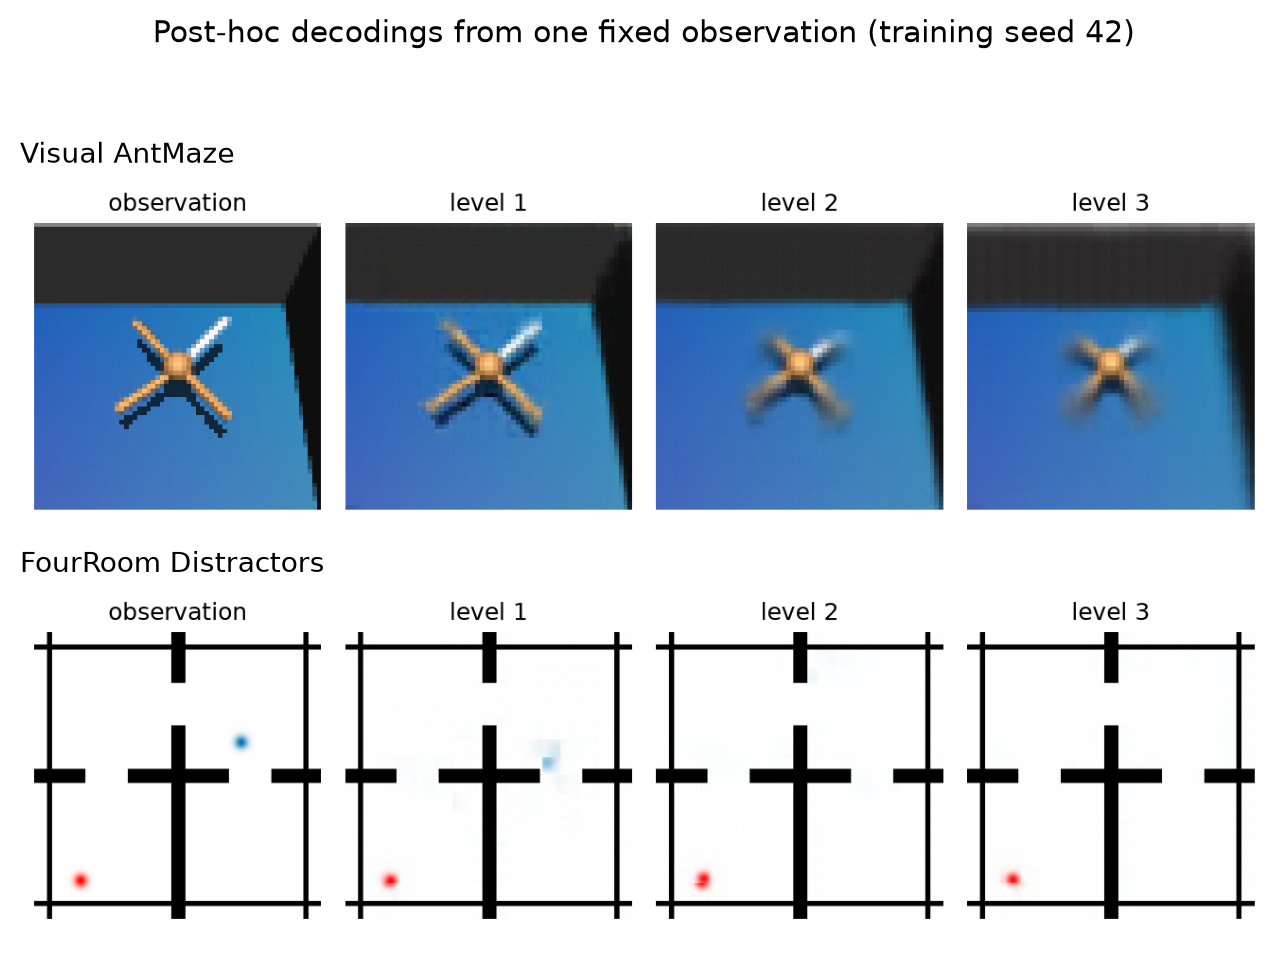 Post-hoc decodings from one fixed observation (training seed 42)
Visual AntMaze
observation level 1 level 2 level 3
FourRoom Distractors
observation level 1 level 2 level 3